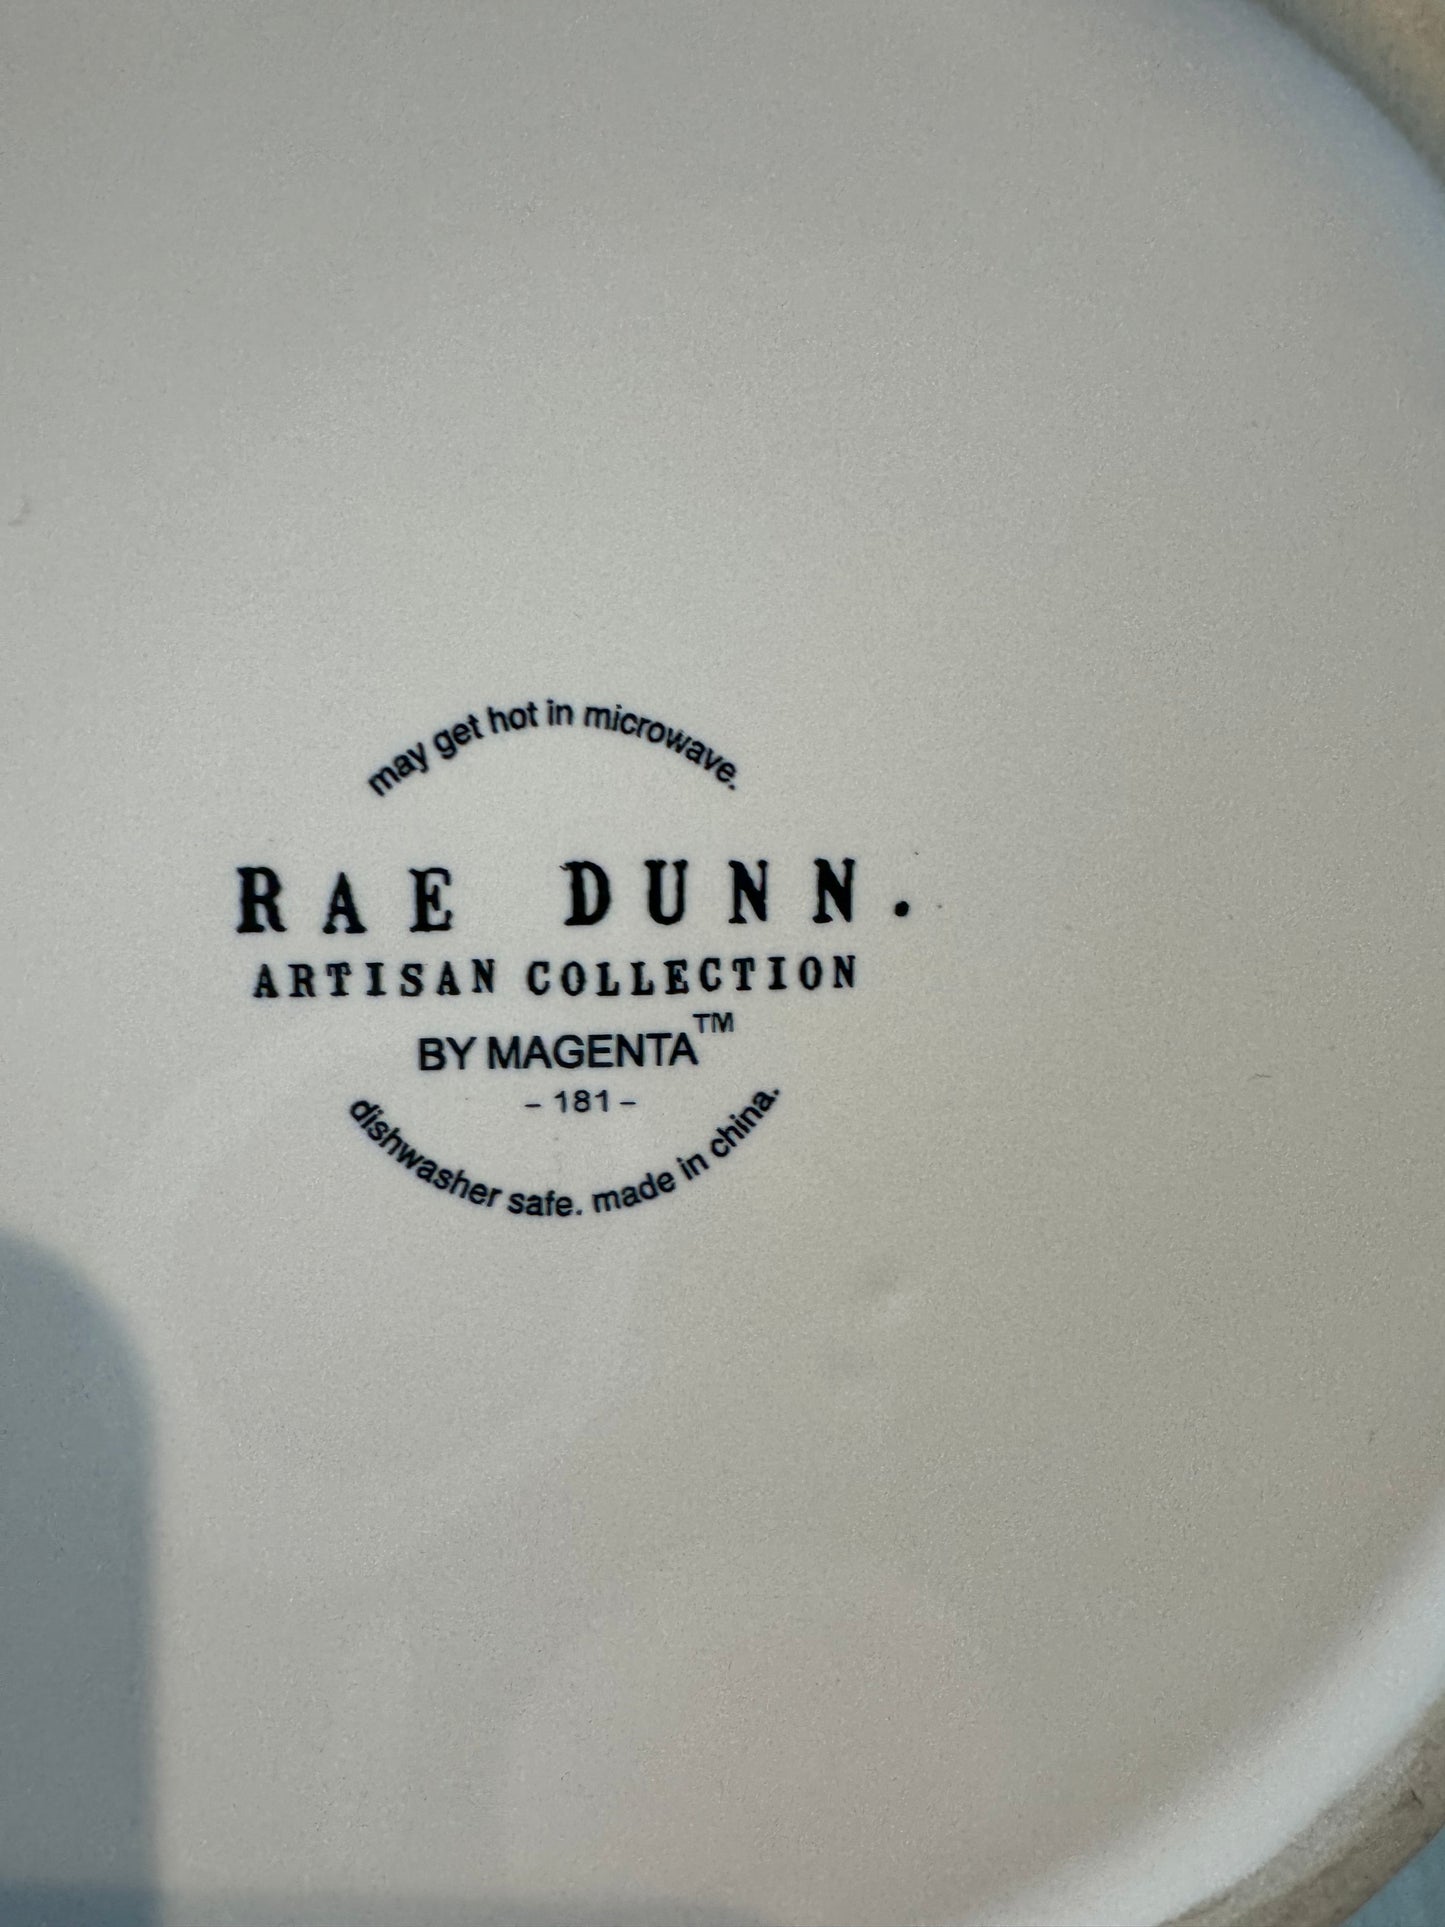 may get hot in microwave.
RAE DUNN.
ARTISAN COLLECTION
BY MAGENTA™
– 181 –
dishwasher safe. made in china.